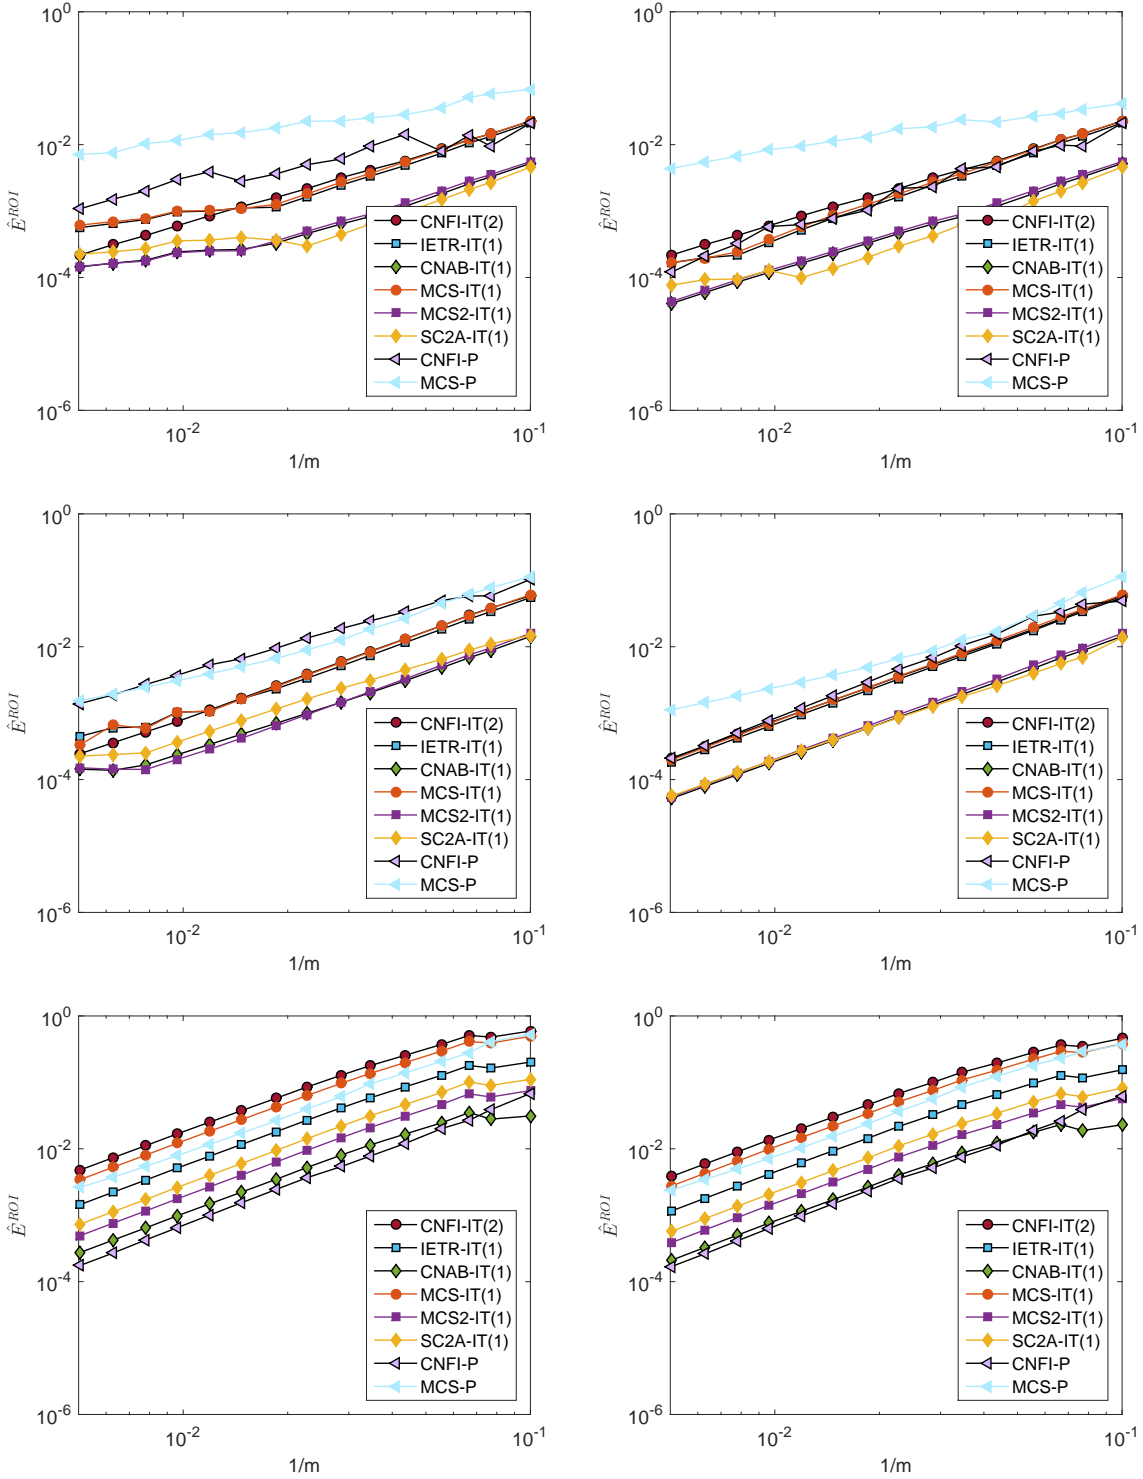 10^0
10^-2
10^-4
10^-6
Ê^ROI
CNFI-IT(2)
IETR-IT(1)
CNAB-IT(1)
MCS-IT(1)
MCS2-IT(1)
SC2A-IT(1)
CNFI-P
MCS-P
10^-2
10^-1
1/m
10^0
10^-2
10^-4
10^-6
Ê^ROI
CNFI-IT(2)
IETR-IT(1)
CNAB-IT(1)
MCS-IT(1)
MCS2-IT(1)
SC2A-IT(1)
CNFI-P
MCS-P
10^-2
10^-1
1/m
10^0
10^-2
10^-4
10^-6
Ê^ROI
CNFI-IT(2)
IETR-IT(1)
CNAB-IT(1)
MCS-IT(1)
MCS2-IT(1)
SC2A-IT(1)
CNFI-P
MCS-P
10^-2
10^-1
1/m
10^0
10^-2
10^-4
10^-6
Ê^ROI
CNFI-IT(2)
IETR-IT(1)
CNAB-IT(1)
MCS-IT(1)
MCS2-IT(1)
SC2A-IT(1)
CNFI-P
MCS-P
10^-2
10^-1
1/m
10^0
10^-2
10^-4
10^-6
Ê^ROI
CNFI-IT(2)
IETR-IT(1)
CNAB-IT(1)
MCS-IT(1)
MCS2-IT(1)
SC2A-IT(1)
CNFI-P
MCS-P
10^-2
10^-1
1/m
10^0
10^-2
10^-4
10^-6
Ê^ROI
CNFI-IT(2)
IETR-IT(1)
CNAB-IT(1)
MCS-IT(1)
MCS2-IT(1)
SC2A-IT(1)
CNFI-P
MCS-P
10^-2
10^-1
1/m